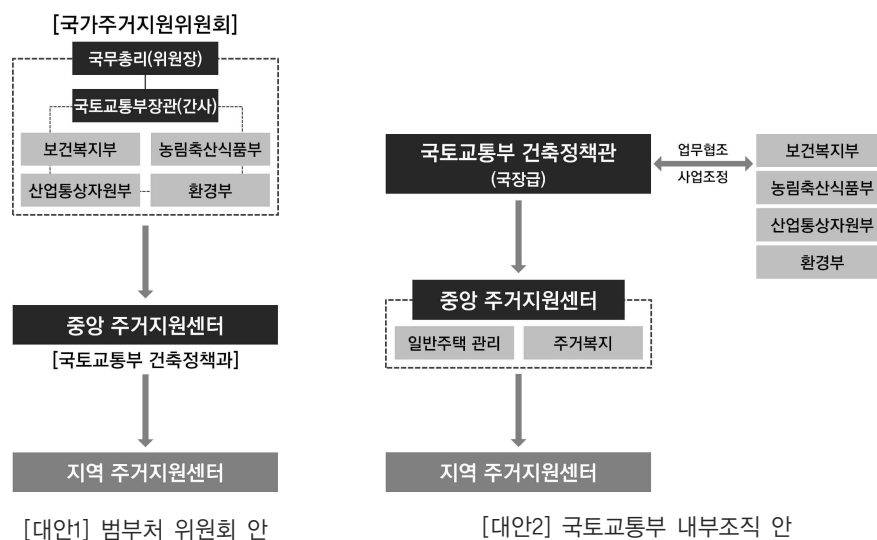 [국가주거지원위원회]
국무총리(위원장)
국토교통부장관(간사)
보건복지부
농림축산식품부
산업통상자원부
환경부
중앙 주거지원센터
[국토교통부 건축정책과]
지역 주거지원센터
[대안1] 범부처 위원회 안
국토교통부 건축정책관
(국장급)
업무협조
사업조정
보건복지부
농림축산식품부
산업통상자원부
환경부
중앙 주거지원센터
일반주택 관리
주거복지
지역 주거지원센터
[대안2] 국토교통부 내부조직 안